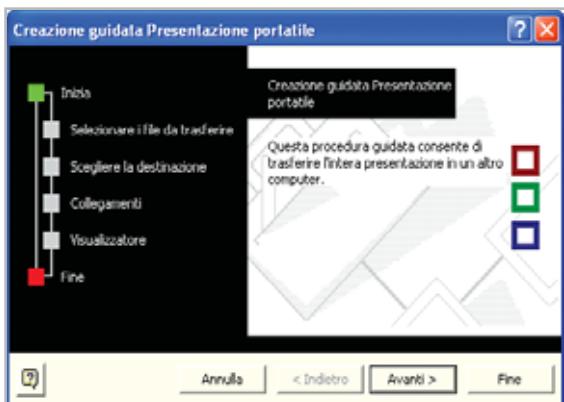 Creazione guidata Presentazione portatile
Inizia
Selezionare i file da trasferire
Scegliere la destinazione
Collegamenti
Visualizzatore
Fine
Creazione guidata Presentazione
portatile
Questa procedura guidata consente di
trasferire l'intera presentazione in un altro
computer.
Annulla
< Indietro
Avanti >
Fine